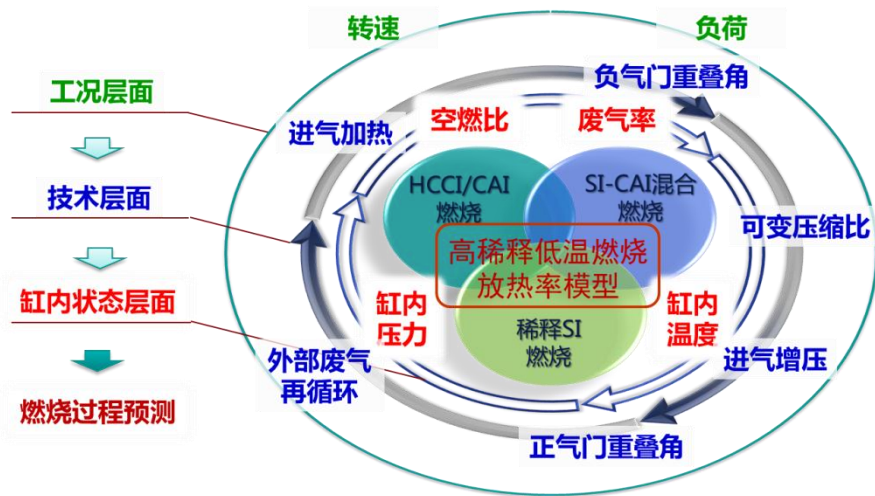 转速
负荷
工况层面
负气门重叠角
进气加热
空燃比
废气率
技术层面
HCCI/CAI
燃烧
SI-CAI混合
燃烧
可变压缩比
高稀释低温燃烧
放热率模型
缸内状态层面
缸内
压力
缸内
温度
稀释SI
燃烧
外部废气
再循环
进气增压
燃烧过程预测
正气门重叠角